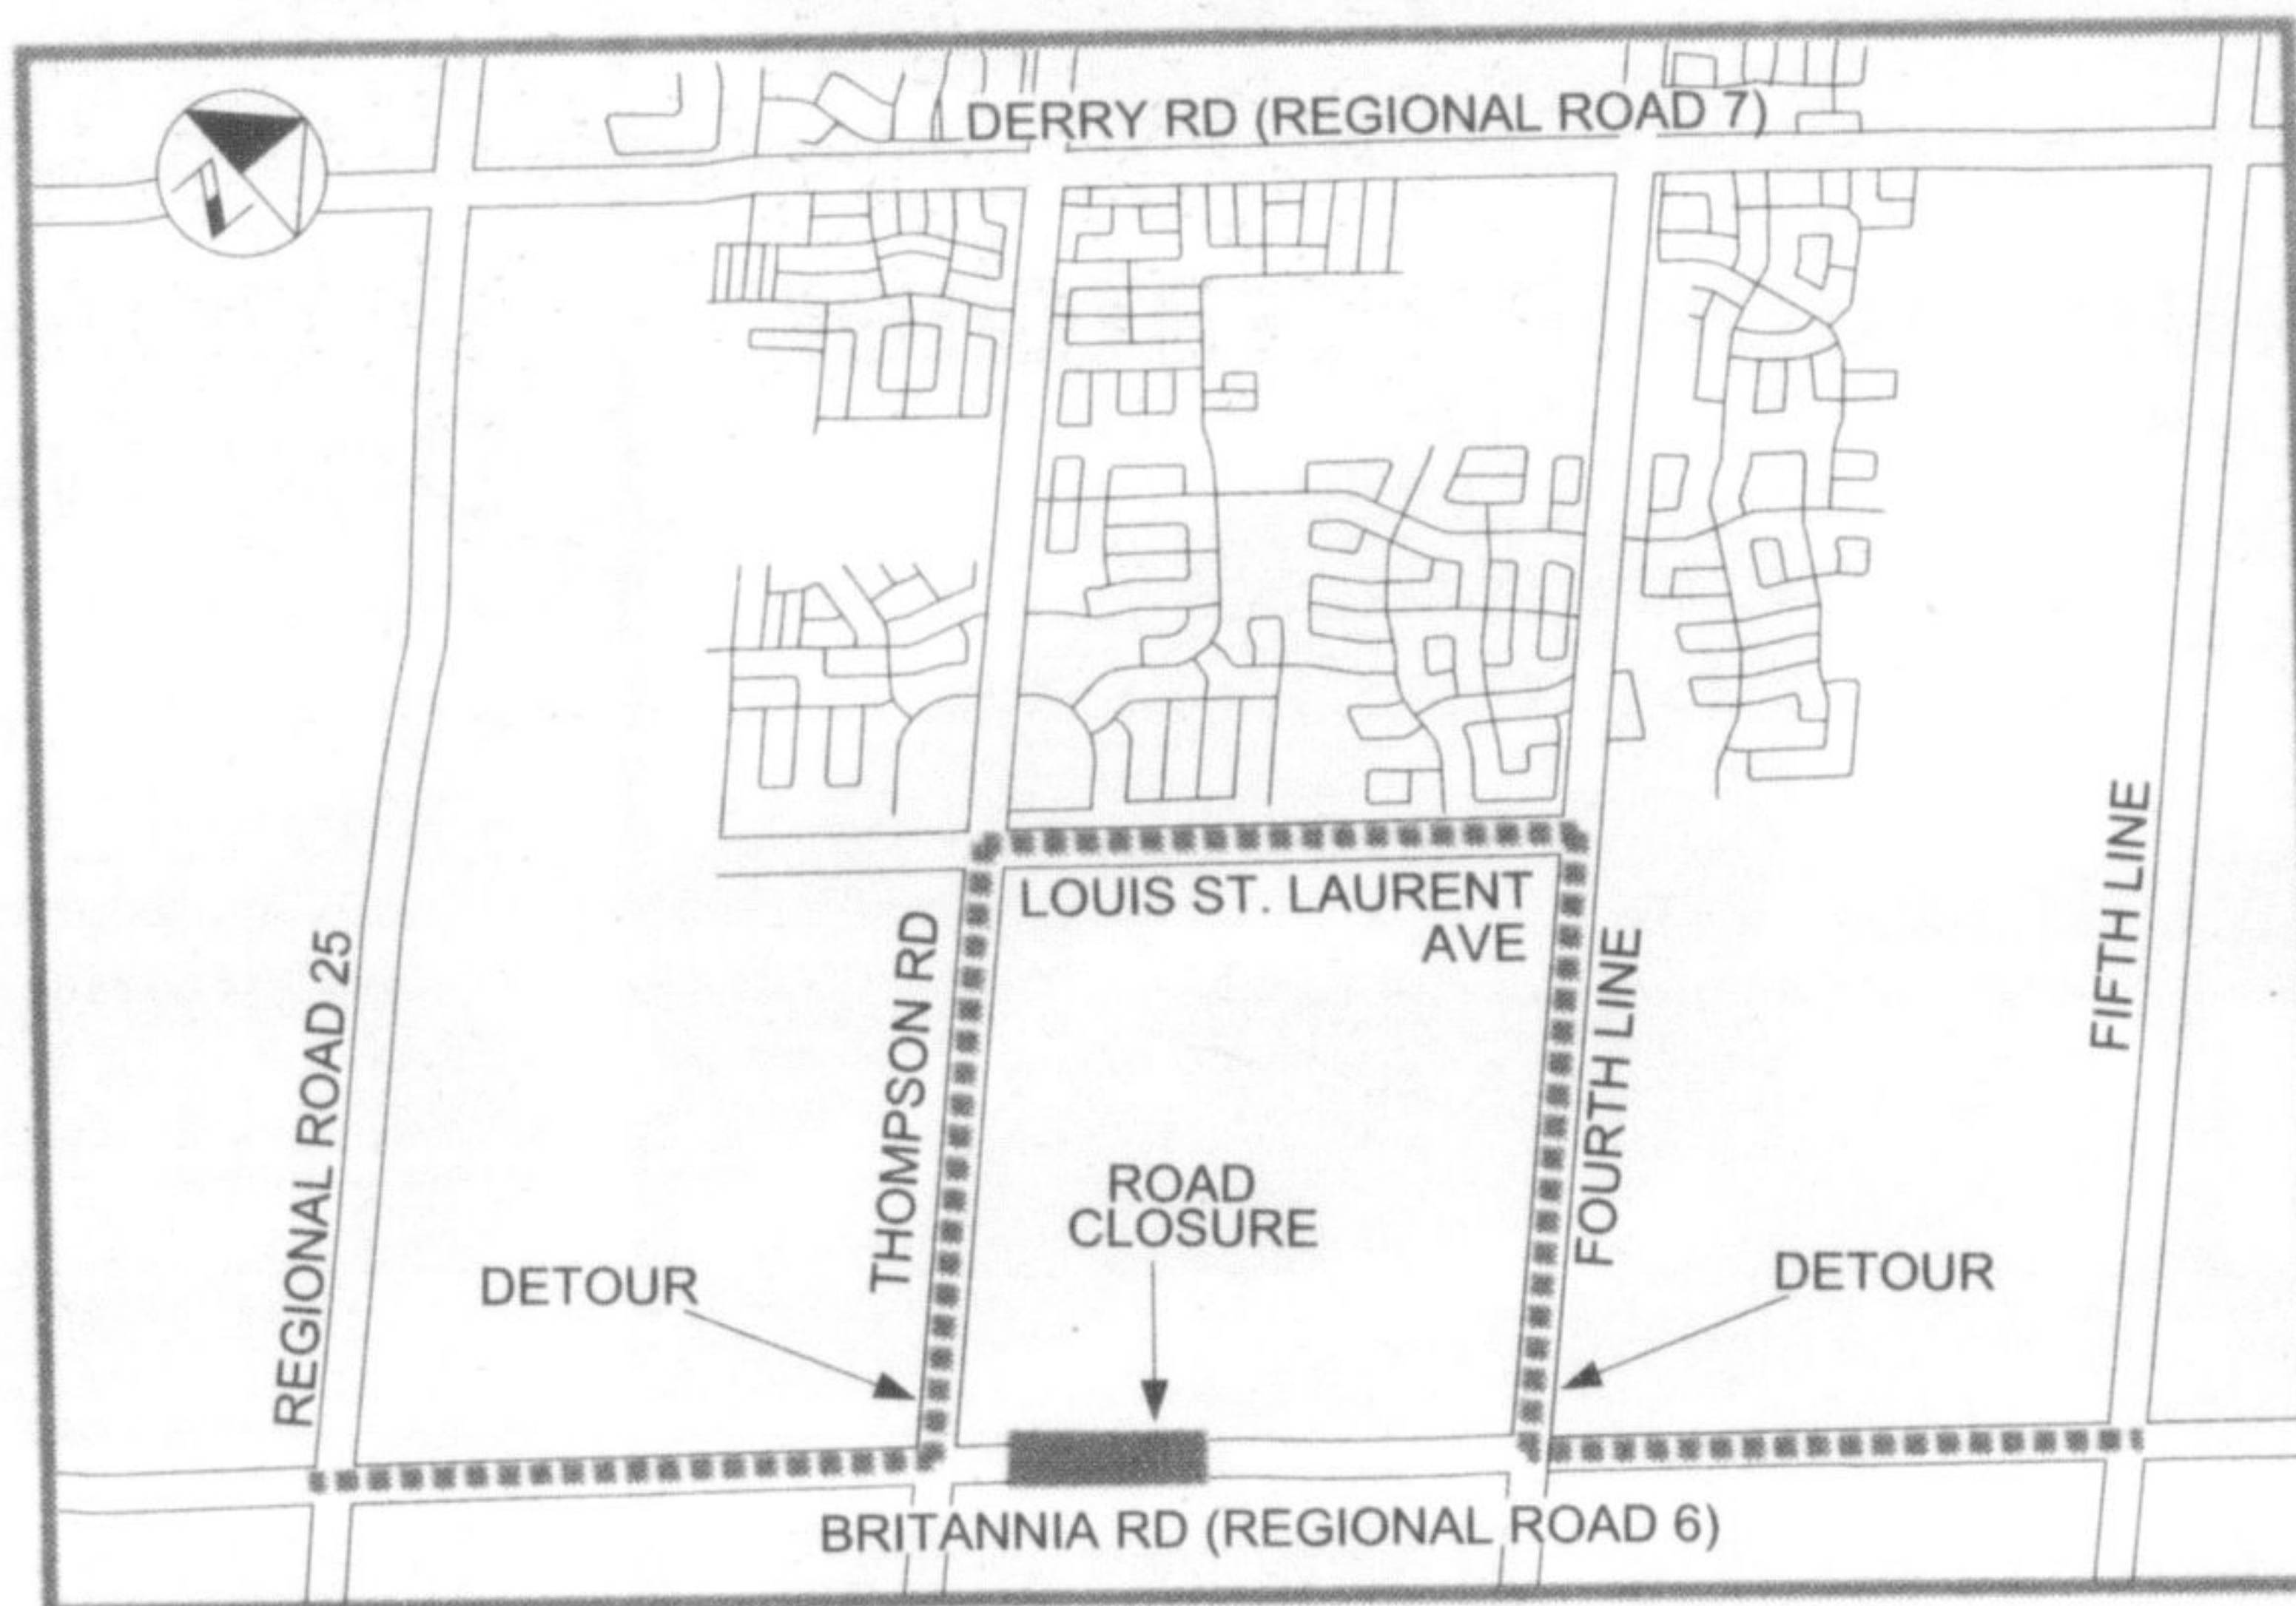 DERRY RD (REGIONAL ROAD 7)
N
LOUIS ST. LAURENT
AVE
REGIONAL ROAD 25
THOMPSON RD
FOURTH LINE
FIFTH LINE
ROAD
CLOSURE
DETOUR
DETOUR
BRITANNIA RD (REGIONAL ROAD 6)